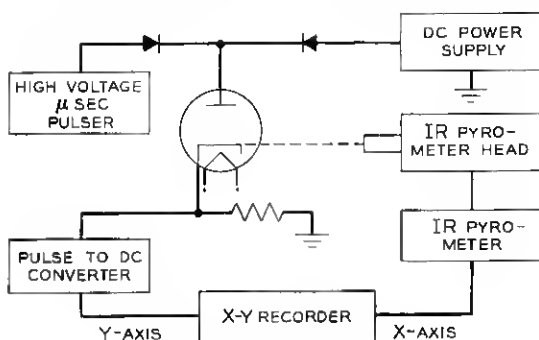 DC POWER
SUPPLY
HIGH VOLTAGE
μ SEC
PULSER
IR PYRO-
METER HEAD
IR PYRO-
METER
PULSE TO DC
CONVERTER
Y-AXIS
X-Y RECORDER
X-AXIS